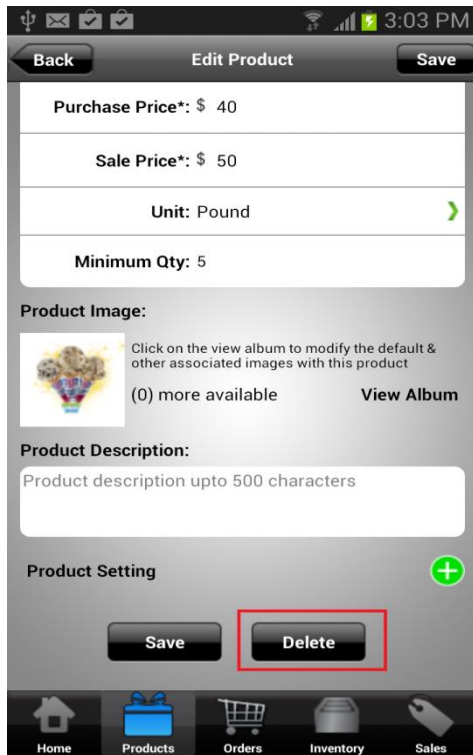 3:03 PM
Back
Edit Product
Save
Purchase Price*: $ 40
Sale Price*: $ 50
Unit: Pound
Minimum Qty: 5
Product Image:
Click on the view album to modify the default &
other associated images with this product
(0) more available
View Album
Product Description:
Product description upto 500 characters
Product Setting
Save
Delete
Home
Products
Orders
Inventory
Sales